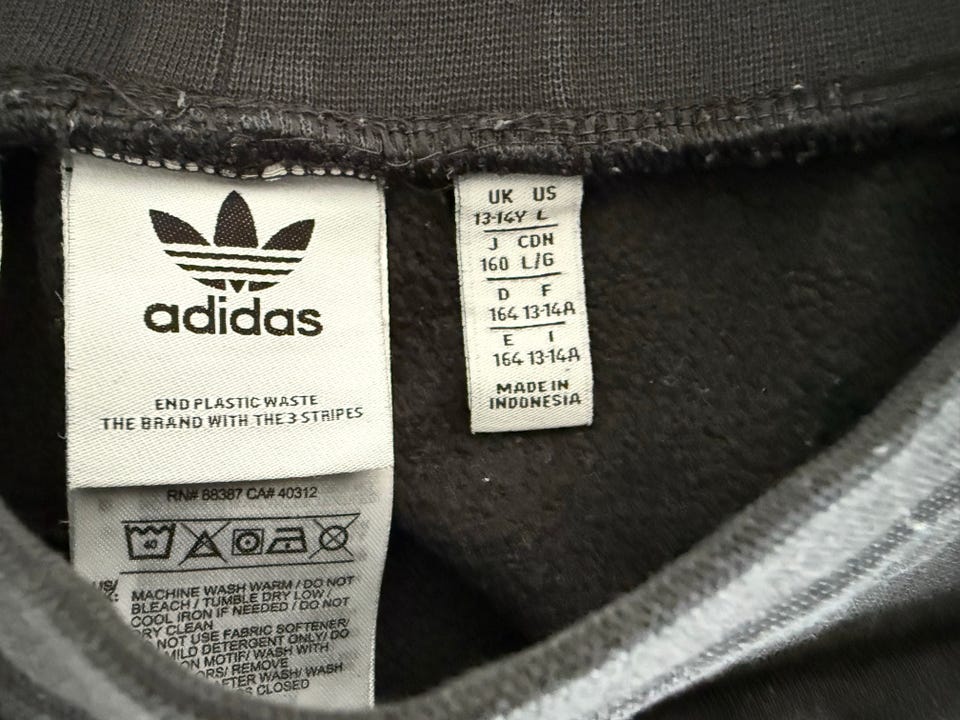 adidas
END PLASTIC WASTE
THE BRAND WITH THE 3 STRIPES
RN# 88387 CA# 40312
40
US/
MACHINE WASH WARM / DO NOT
BLEACH / TUMBLE DRY LOW /
COOL IRON IF NEEDED / DO NOT
DRY CLEAN
NOT USE FABRIC SOFTENER/
MILD DETERGENT ONLY/ DO
ON MOTIF/ WASH WITH
ORS/ REMOVE
AFTER WASH/ WASH
CLOSED
UK US
13-14Y L
J CDN
160 L/G
D F
164 13-14A
E I
164 13-14A
MADE IN
INDONESIA